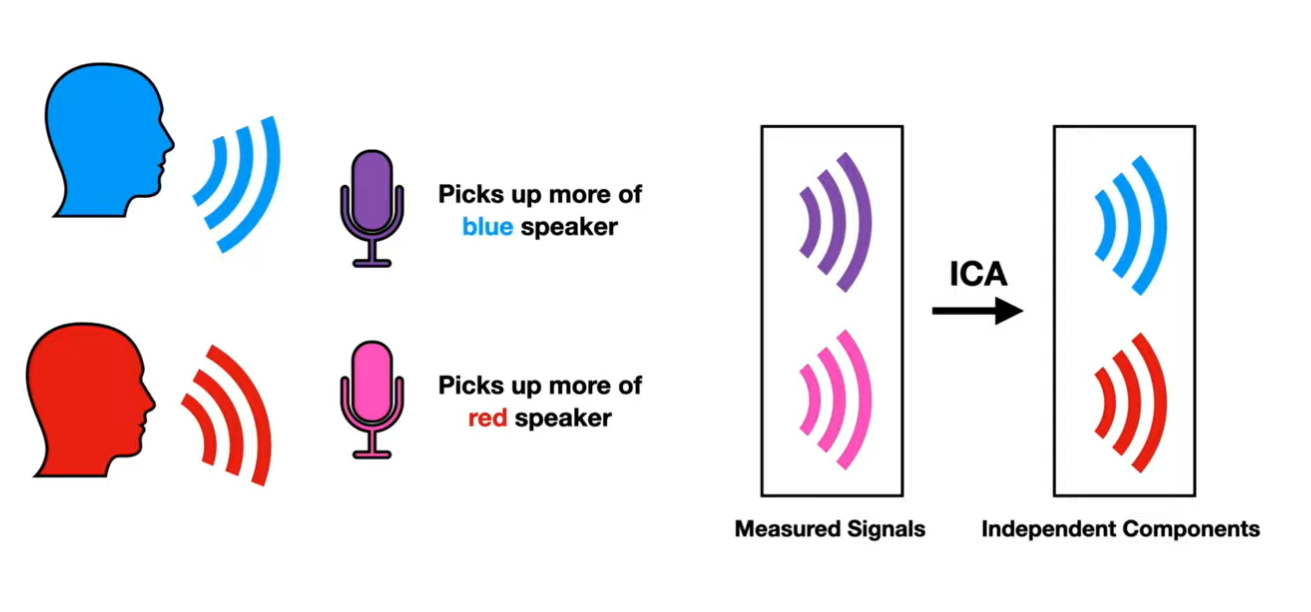 Picks up more of
blue speaker
Picks up more of
red speaker
ICA
Measured Signals
Independent Components